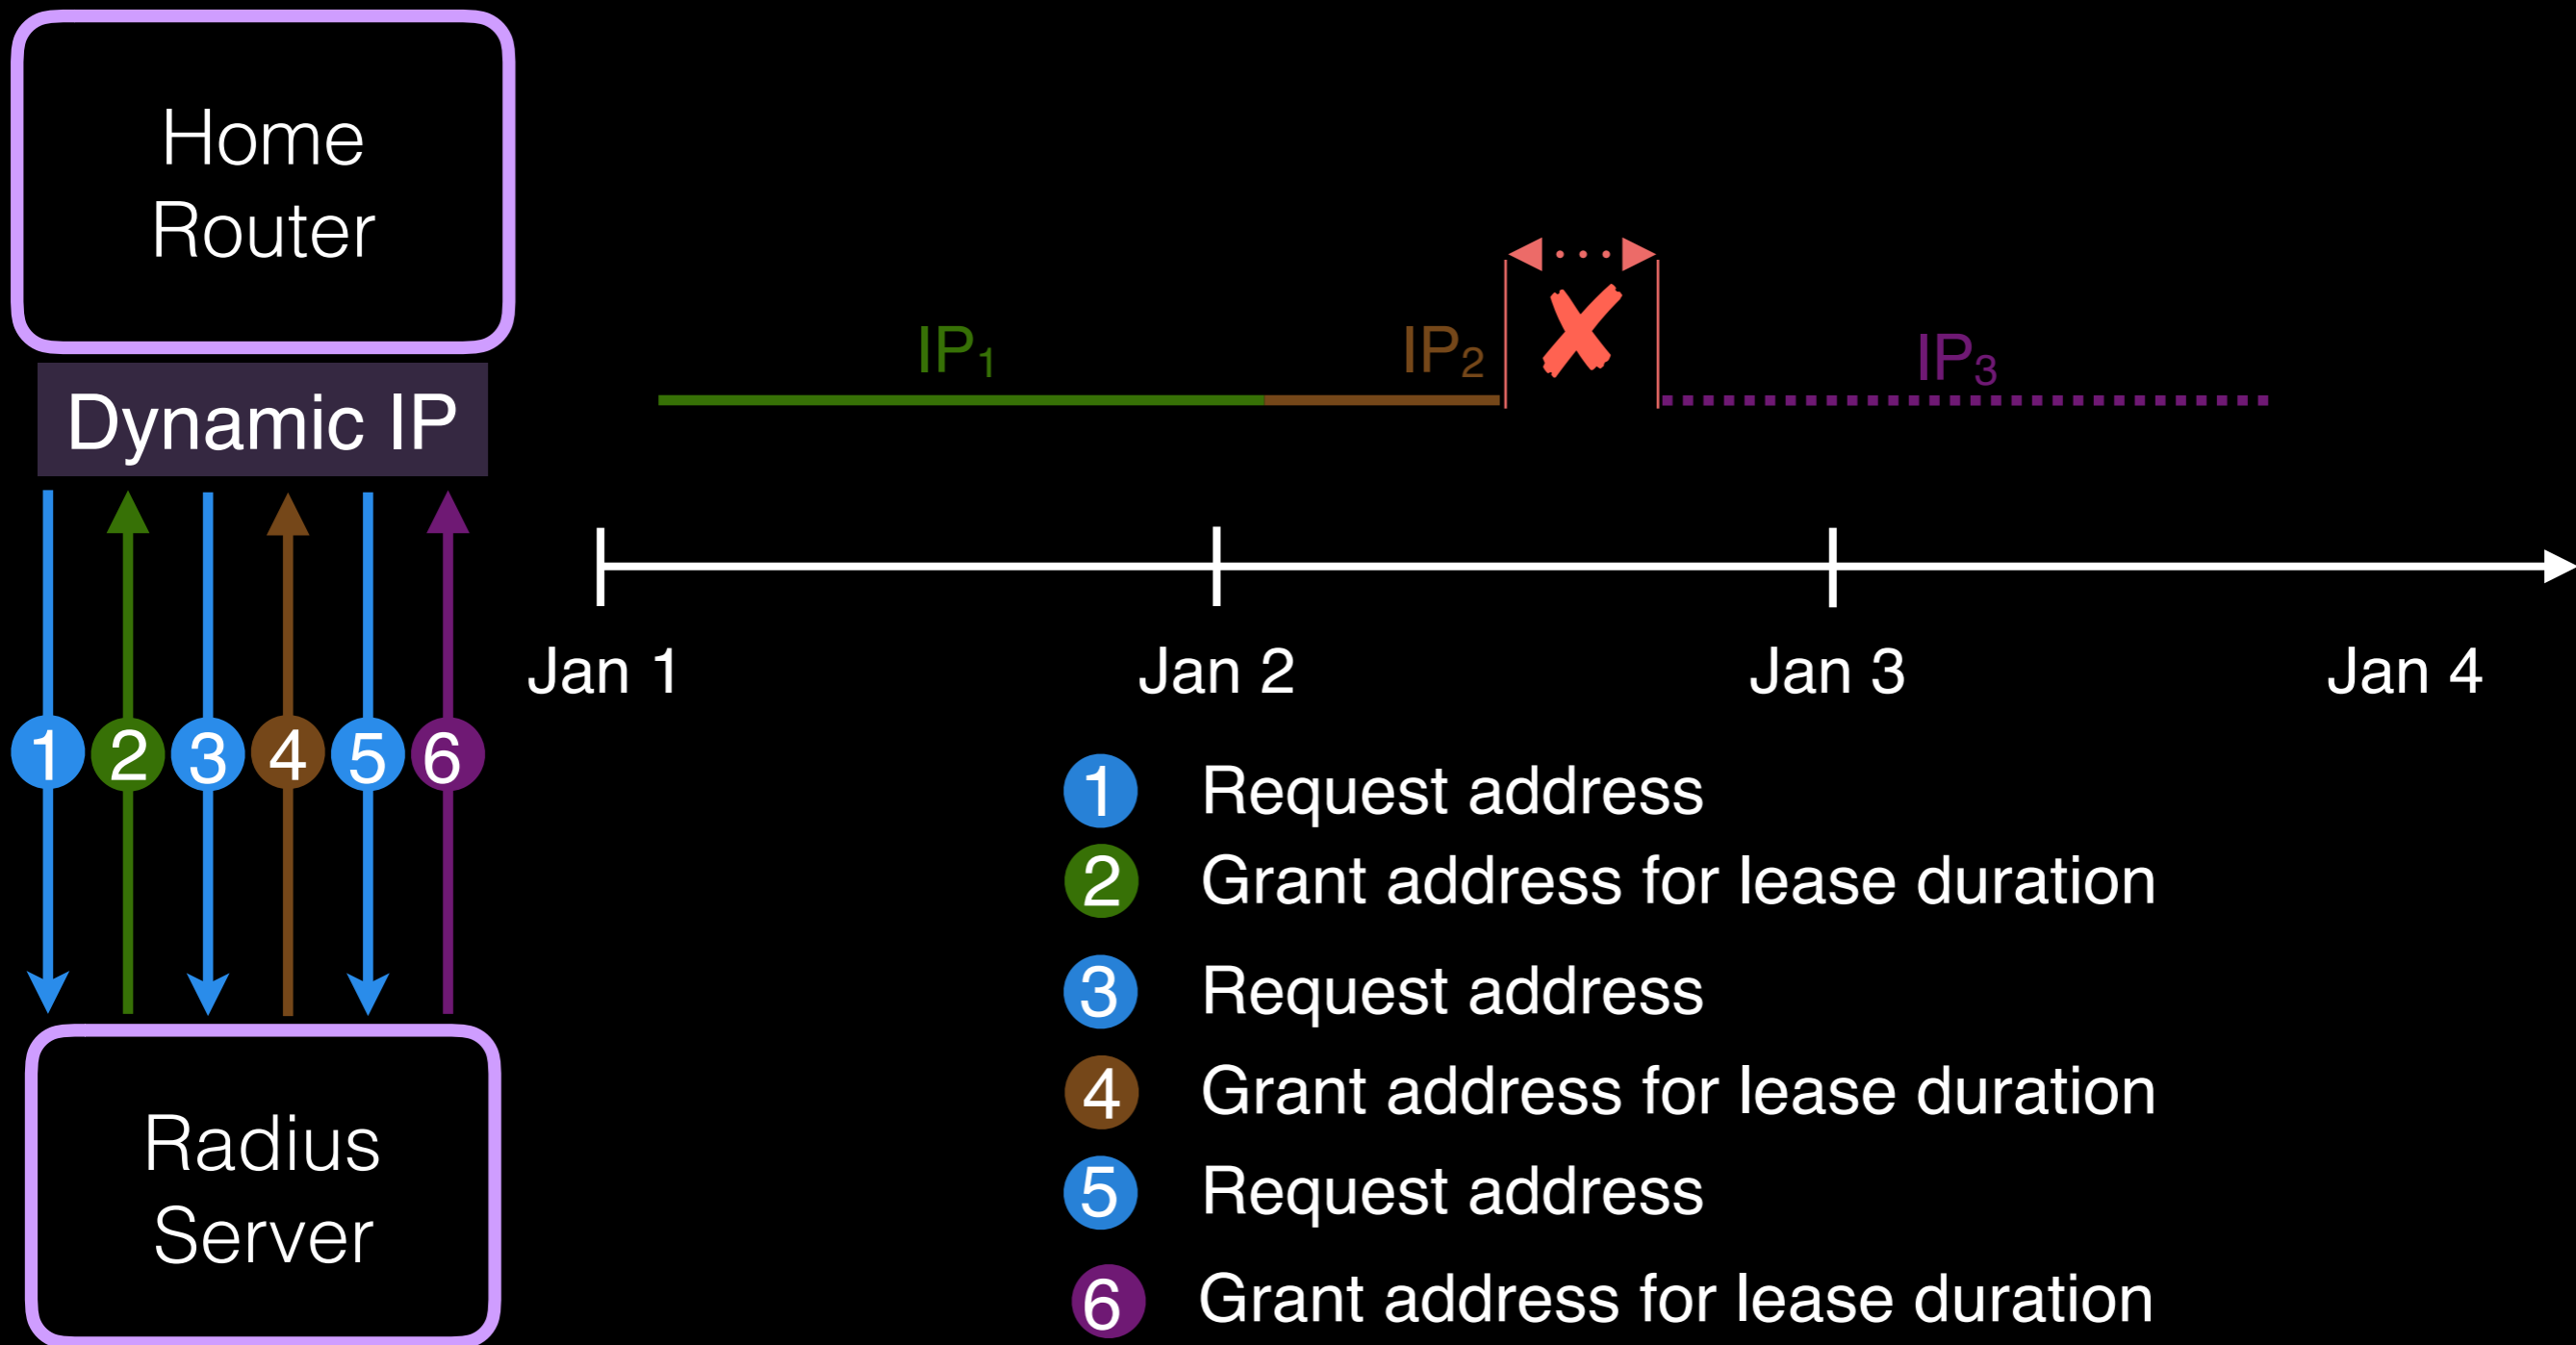 Home
Router
Dynamic IP
IP₁
IP₂
IP₃
Jan 1
Jan 2
Jan 3
Jan 4
1
2
3
4
5
6
Radius
Server
1 Request address
2 Grant address for lease duration
3 Request address
4 Grant address for lease duration
5 Request address
6 Grant address for lease duration